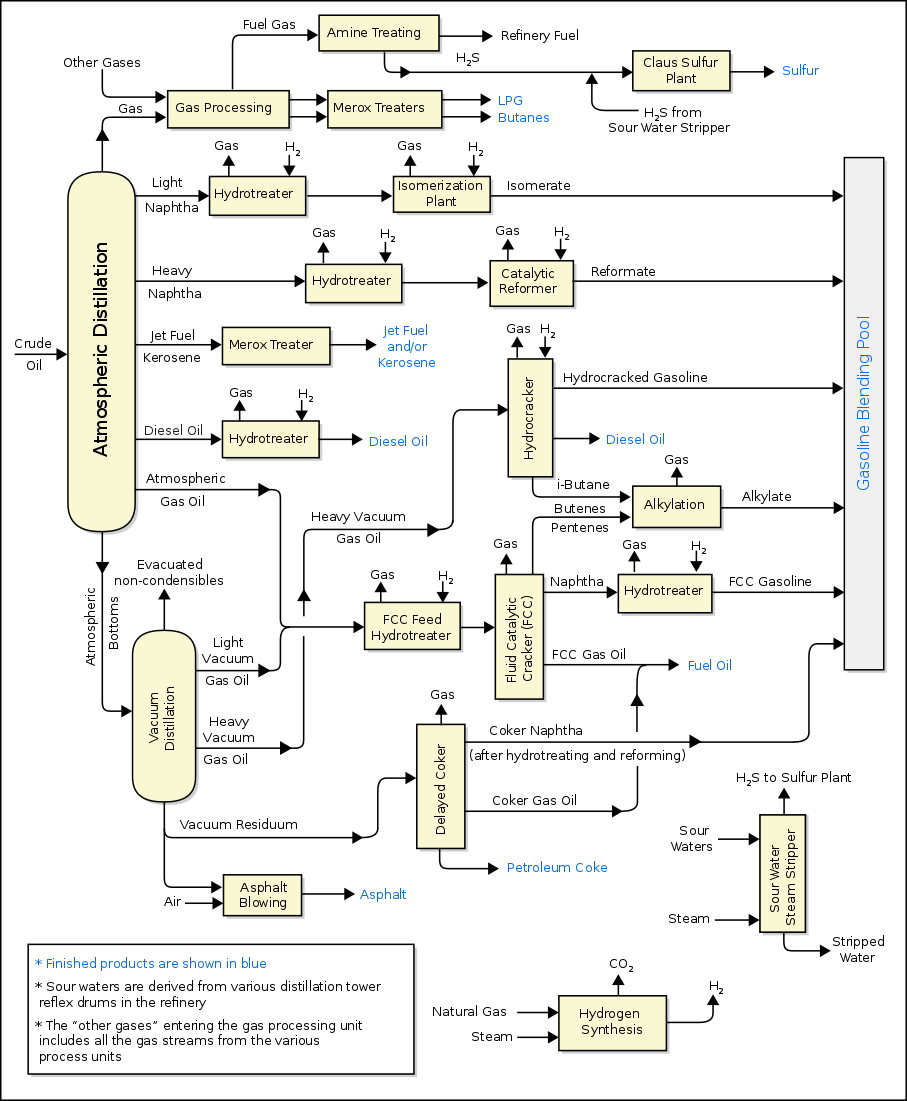 Fuel Gas
Amine Treating
Refinery Fuel
H2S
Other Gases
Claus Sulfur
Plant
Sulfur
Gas
Gas Processing
Merox Treaters
LPG
Butanes
H2S from
Sour Water Stripper
Gas
H2
Gas
H2
Light
Naphtha
Hydrotreater
Isomerization
Plant
Isomerate
Gas
H2
Gas
H2
Heavy
Naphtha
Hydrotreater
Catalytic
Reformer
Reformate
Atmospheric Distillation
Gasoline Blending Pool
Crude
Oil
Jet Fuel
Kerosene
Merox Treater
Jet Fuel
and/or
Kerosene
Gas
H2
Hydrocracker
Hydrocracked Gasoline
Diesel Oil
Gas
H2
Diesel Oil
Hydrotreater
Diesel Oil
Atmospheric
Gas Oil
i-Butane
Butenes
Pentenes
Gas
Alkylation
Alkylate
Heavy Vacuum
Gas Oil
Evacuated
non-condensibles
Atmospheric
Bottoms
Gas
H2
FCC Feed
Hydrotreater
Gas
Fluid Catalytic
Cracker (FCC)
Naphtha
Gas
H2
Hydrotreater
FCC Gasoline
FCC Gas Oil
Fuel Oil
Vacuum
Distillation
Light
Vacuum
Gas Oil
Heavy
Vacuum
Gas Oil
Gas
Delayed Coker
Coker Naphtha
(after hydrotreating and reforming)
Coker Gas Oil
Petroleum Coke
Vacuum Residuum
Air
Asphalt
Blowing
Asphalt
H2S to Sulfur Plant
Sour
Waters
Sour Water
Steam Stripper
Steam
Stripped
Water
* Finished products are shown in blue
* Sour waters are derived from various distillation tower
reflex drums in the refinery
* The “other gases” entering the gas processing unit
includes all the gas streams from the various
process units
CO2
H2
Natural Gas
Steam
Hydrogen
Synthesis